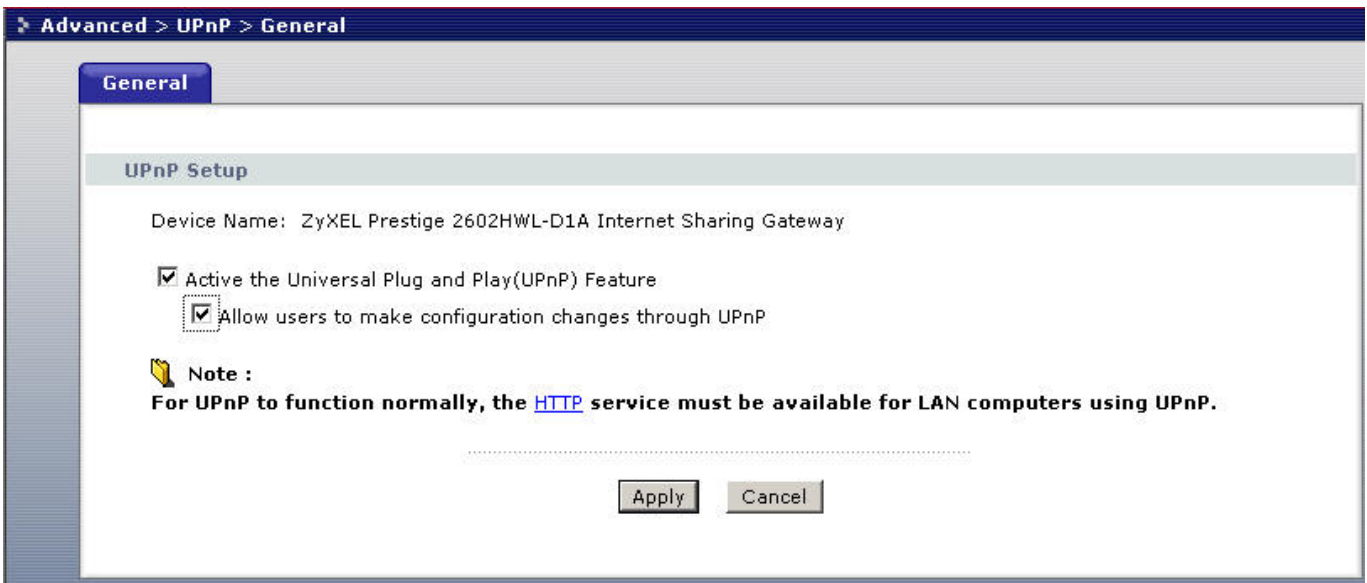 Advanced > UPnP > General
General
UPnP Setup
Device Name: ZyXEL Prestige 2602HWL-D1A Internet Sharing Gateway
Active the Universal Plug and Play(UPnP) Feature
Allow users to make configuration changes through UPnP
Note :
For UPnP to function normally, the HTTP service must be available for LAN computers using UPnP.
Apply Cancel